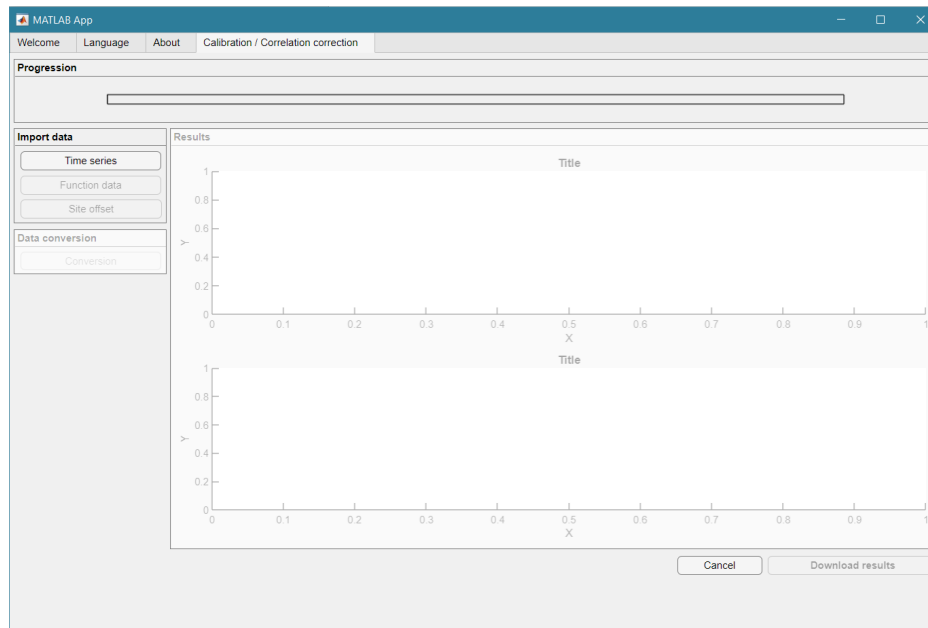 MATLAB App
Welcome Language About Calibration / Correlation correction
Progression
Import data
Time series
Function data
Site offset
Data conversion
Conversion
Results
Title
1
0.8
0.6
0.4
0.2
0
Y
0 0.1 0.2 0.3 0.4 0.5 0.6 0.7 0.8 0.9 1
X
Title
1
0.8
0.6
0.4
0.2
0
Y
0 0.1 0.2 0.3 0.4 0.5 0.6 0.7 0.8 0.9 1
X
Cancel Download results